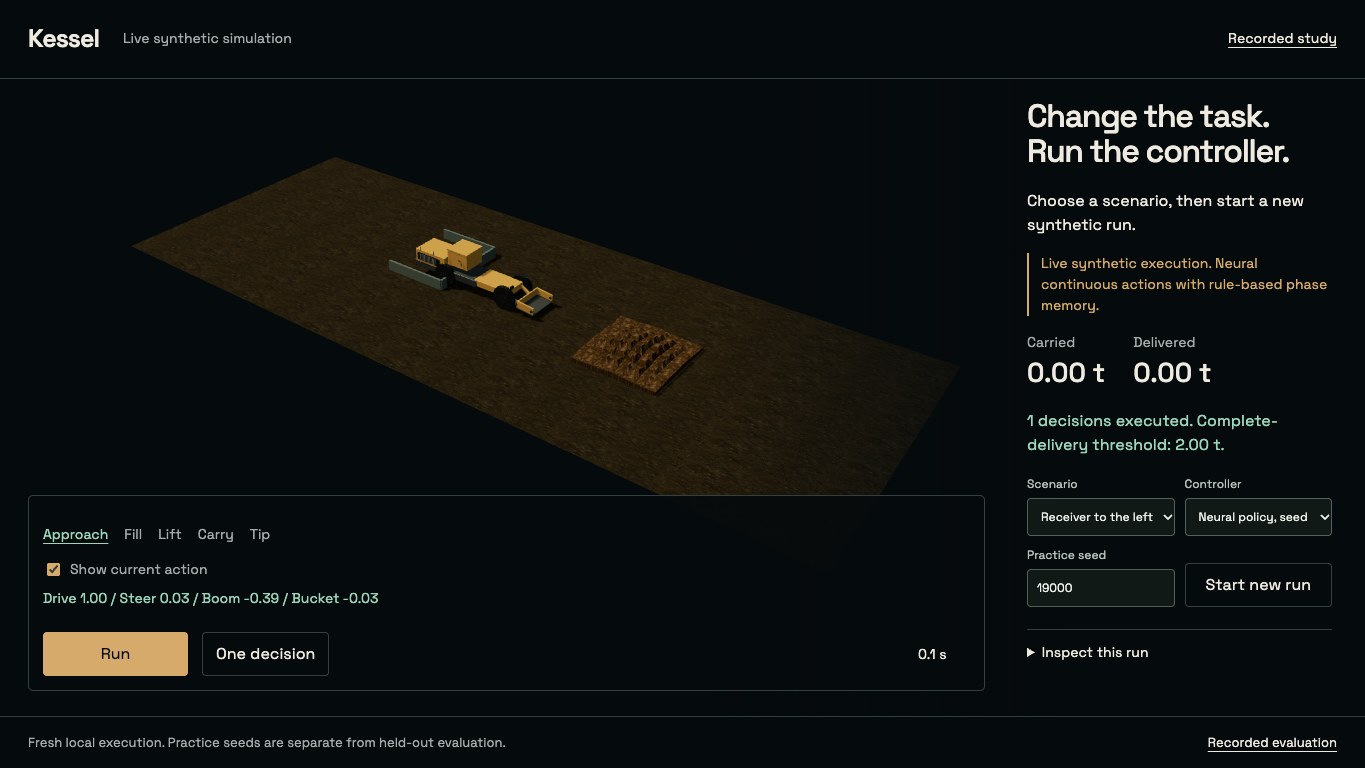 Kessel
Live synthetic simulation
Recorded study
Change the task.
Run the controller.
Choose a scenario, then start a new
synthetic run.
Live synthetic execution. Neural
continuous actions with rule-based phase
memory.
Carried
Delivered
0.00 t
0.00 t
1 decisions executed. Complete-
delivery threshold: 2.00 t.
Scenario
Controller
Receiver to the left
Neural policy, seed
Practice seed
19000
Start new run
Inspect this run
Approach
Fill
Lift
Carry
Tip
Show current action
Drive 1.00 / Steer 0.03 / Boom -0.39 / Bucket -0.03
Run
One decision
0.1 s
Fresh local execution. Practice seeds are separate from held-out evaluation.
Recorded evaluation